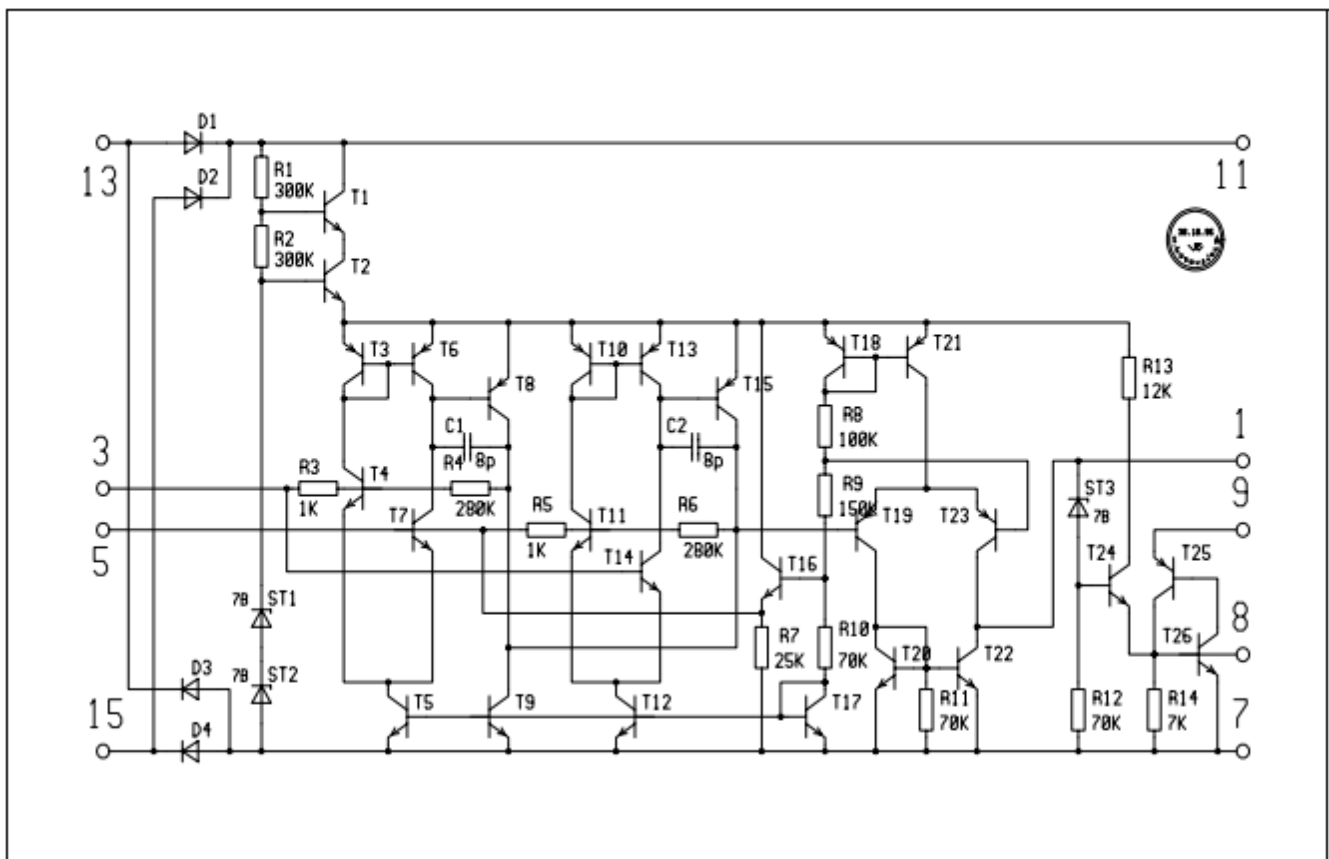 D1
13
D2
R1
300K
T1
11
R2
300K
T2
T3
T6
T8
T10
T13
T15
T18
T21
R13
12K
C1
8p
C2
8p
R8
100K
3
1
R3
1K
T4
R4
280K
R9
150K
ST3
7B
9
5
T7
R5
1K
T11
R6
280K
T19
T23
T14
T16
T24
T25
7B
ST1
R7
25K
R10
70K
8
7B
ST2
D3
T20
T22
T26
15
D4
T5
T9
T12
T17
R11
70K
R12
70K
R14
7K
7